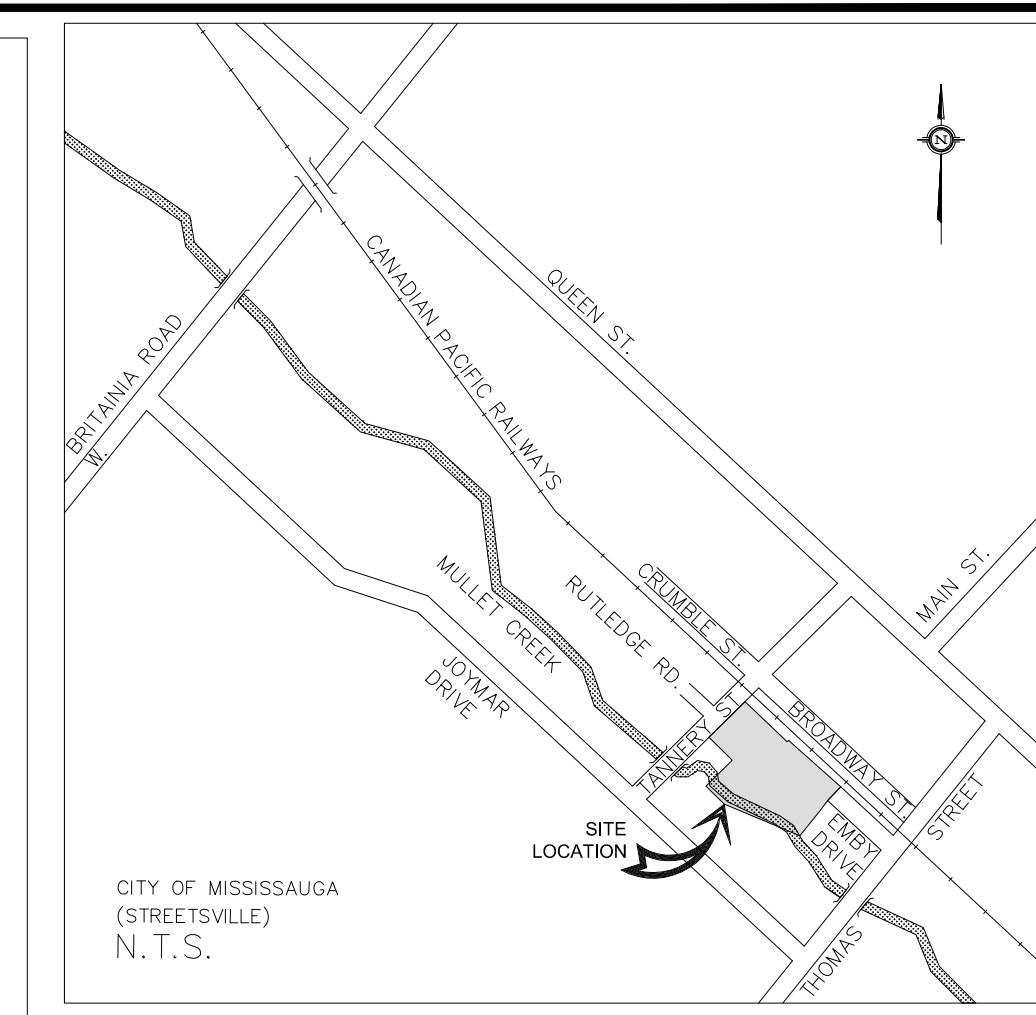 N
QUEEN ST.
CANADIAN PACIFIC RAILWAYS
BRITAINIA ROAD
W.
MAIN ST.
CRUMBLE ST.
RUTLEDGE RD.
MULLET CREEK
JOYMAR
DRIVE
TANNERY ST.
BROADWAY ST.
EMBY
DRIVE
THOMAS STREET
SITE
LOCATION
CITY OF MISSISSAUGA
(STREETSVILLE)
N.T.S.